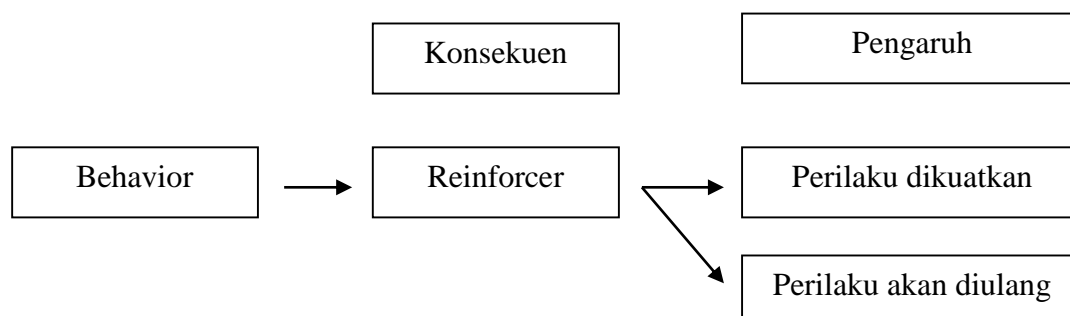 Konsekuen
Pengaruh
Behavior
Reinforcer
Perilaku dikuatkan
Perilaku akan diulang